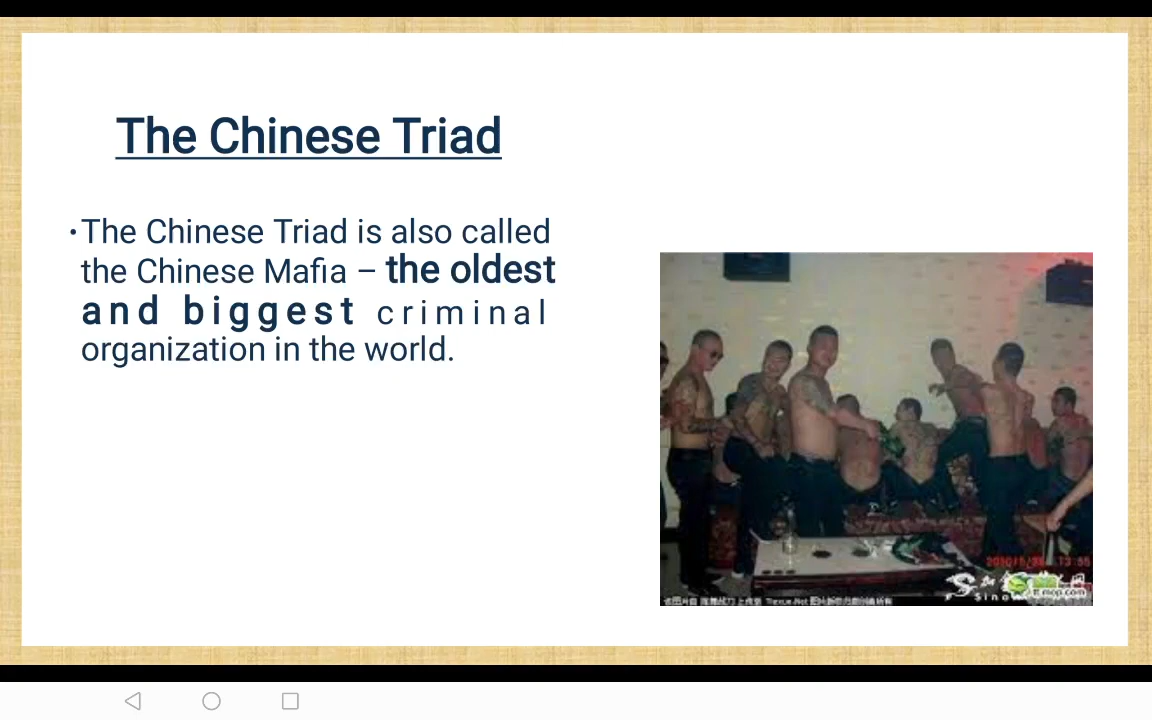 The Chinese Triad
•The Chinese Triad is also called
the Chinese Mafia – the oldest
and biggest criminal
organization in the world.